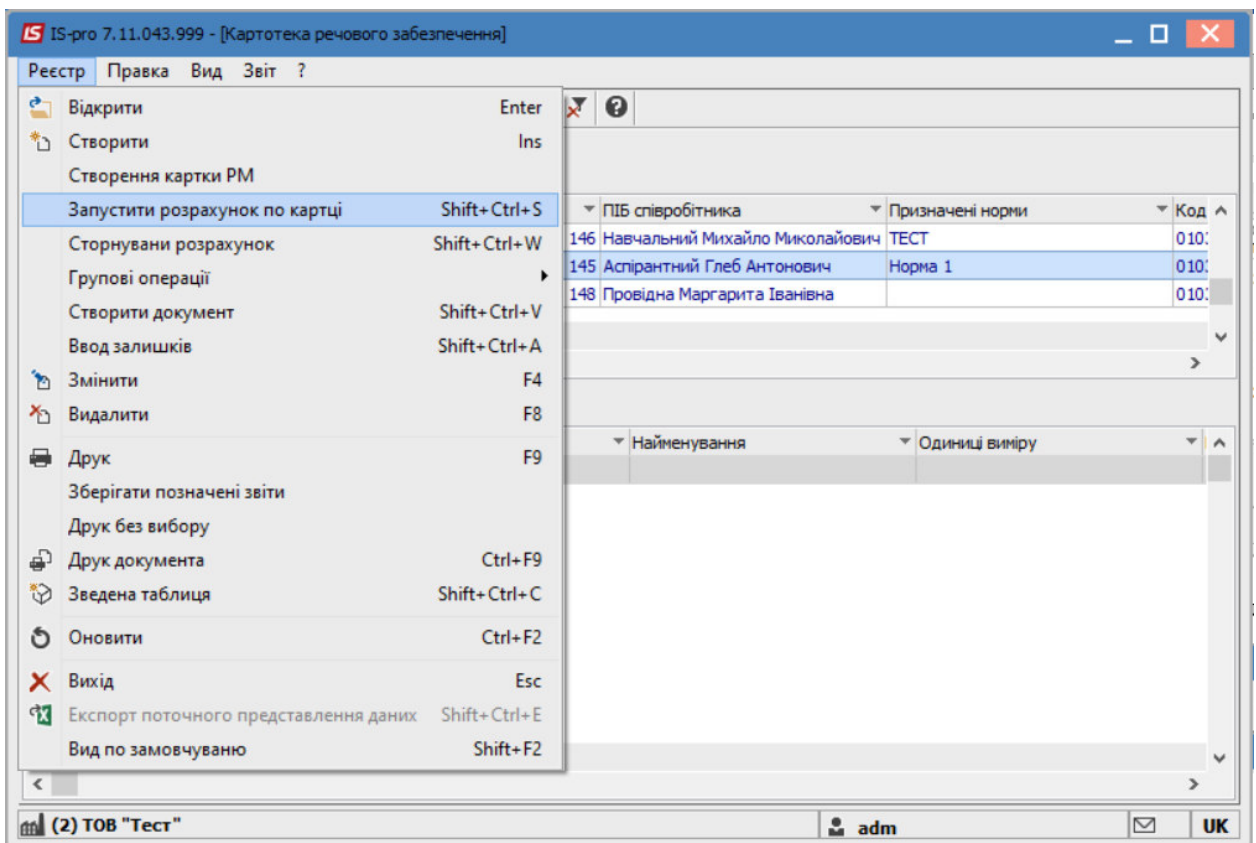 IS-pro 7.11.043.999 - [Картотека речового забезпечення]
Реєстр Правка Вид Звіт ?
Відкрити Enter
Створити Ins
Створення картки РМ
Запустити розрахунок по картці Shift+Ctrl+S
Сторнувани розрахунок Shift+Ctrl+W
Групові операції
Створити документ Shift+Ctrl+V
Ввод залишків Shift+Ctrl+A
Змінити F4
Видалити F8
Друк F9
Зберігати позначені звіти
Друк без вибору
Друк документа Ctrl+F9
Зведена таблиця Shift+Ctrl+C
Оновити Ctrl+F2
Вихід Esc
Експорт поточного представлення даних Shift+Ctrl+E
Вид по замовчуваню Shift+F2
ПІБ співробітника Призначені норми Код
146 Навчальний Михайло Миколайович ТЕСТ 010
145 Аспірантний Глеб Антонович Норма 1 010
148 Провідна Маргарита Іванівна 010
Найменування Одиниці виміру
(2) ТОВ "Тест" adm UK